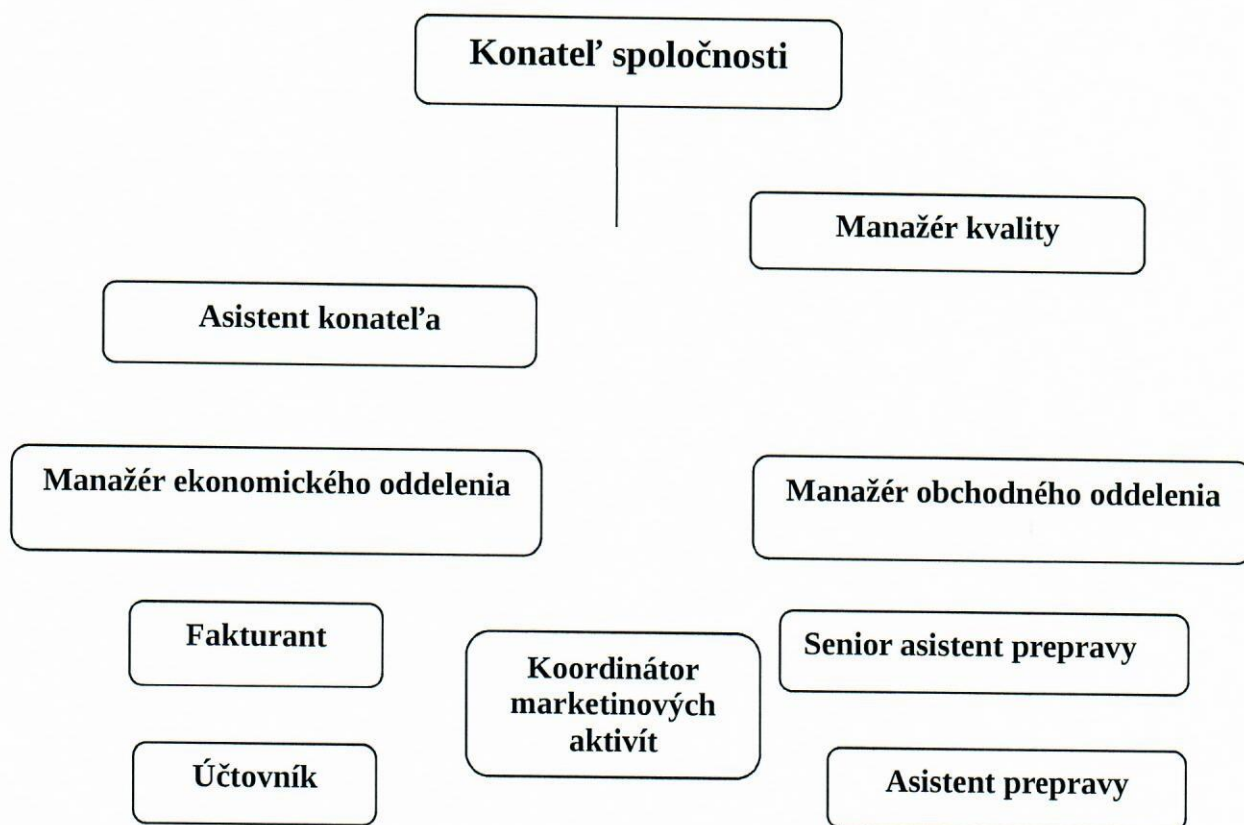 Konateľ spoločnosti
Manažér kvality
Asistent konateľa
Manažér ekonomického oddelenia
Manažér obchodného oddelenia
Fakturant
Senior asistent prepravy
Koordinátor
marketinových
aktivít
Účtovník
Asistent prepravy